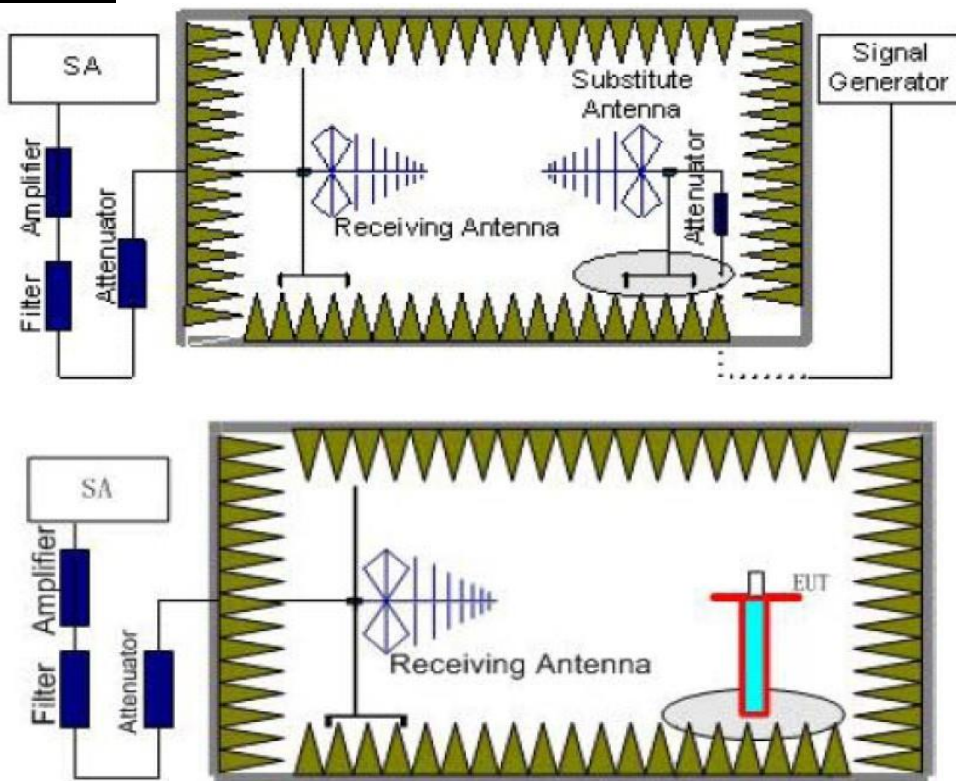 SA
Signal
Generator
Substitute
Antenna
Amplifier
Attenuator
Filter
Receiving Antenna
Attenuator
SA
Amplifier
EUT
Filter
Attenuator
Receiving Antenna